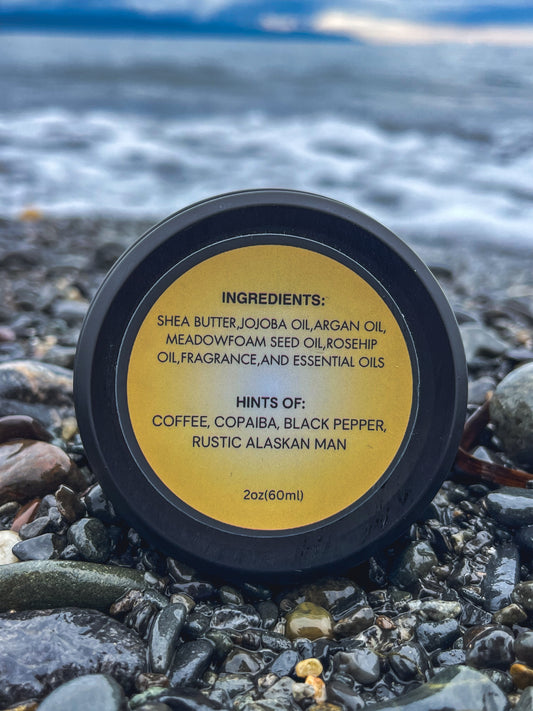 INGREDIENTS:
SHEA BUTTER,JOJOBA OIL,ARGAN OIL,
MEADOWFOAM SEED OIL,ROSEHIP
OIL,FRAGRANCE,AND ESSENTIAL OILS
HINTS OF:
COFFEE, COPAIBA, BLACK PEPPER,
RUSTIC ALASKAN MAN
2oz(60ml)